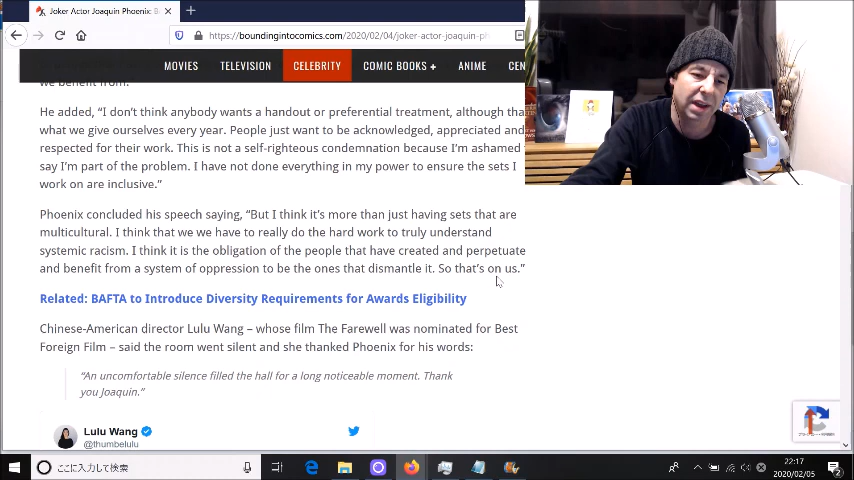 Joker Actor Joaquin Phoenix: B
https://boundingintocomics.com/2020/02/04/joker-actor-joaquin-ph
MOVIES TELEVISION CELEBRITY COMIC BOOKS + ANIME CEN
we benefit from.”
He added, “I don’t think anybody wants a handout or preferential treatment, although tha
what we give ourselves every year. People just want to be acknowledged, appreciated and
respected for their work. This is not a self-righteous condemnation because I’m ashamed
say I’m part of the problem. I have not done everything in my power to ensure the sets I
work on are inclusive.”
Phoenix concluded his speech saying, “But I think it’s more than just having sets that are
multicultural. I think that we we have to really do the hard work to truly understand
systemic racism. I think it is the obligation of the people that have created and perpetuate
and benefit from a system of oppression to be the ones that dismantle it. So that’s on us.”
Related: BAFTA to Introduce Diversity Requirements for Awards Eligibility
Chinese-American director Lulu Wang – whose film The Farewell was nominated for Best
Foreign Film – said the room went silent and she thanked Phoenix for his words:
“An uncomfortable silence filled the hall for a long noticeable moment. Thank
you Joaquin.”
Lulu Wang
@thumbelulu
ここに入力して検索
22:17
2020/02/05
2